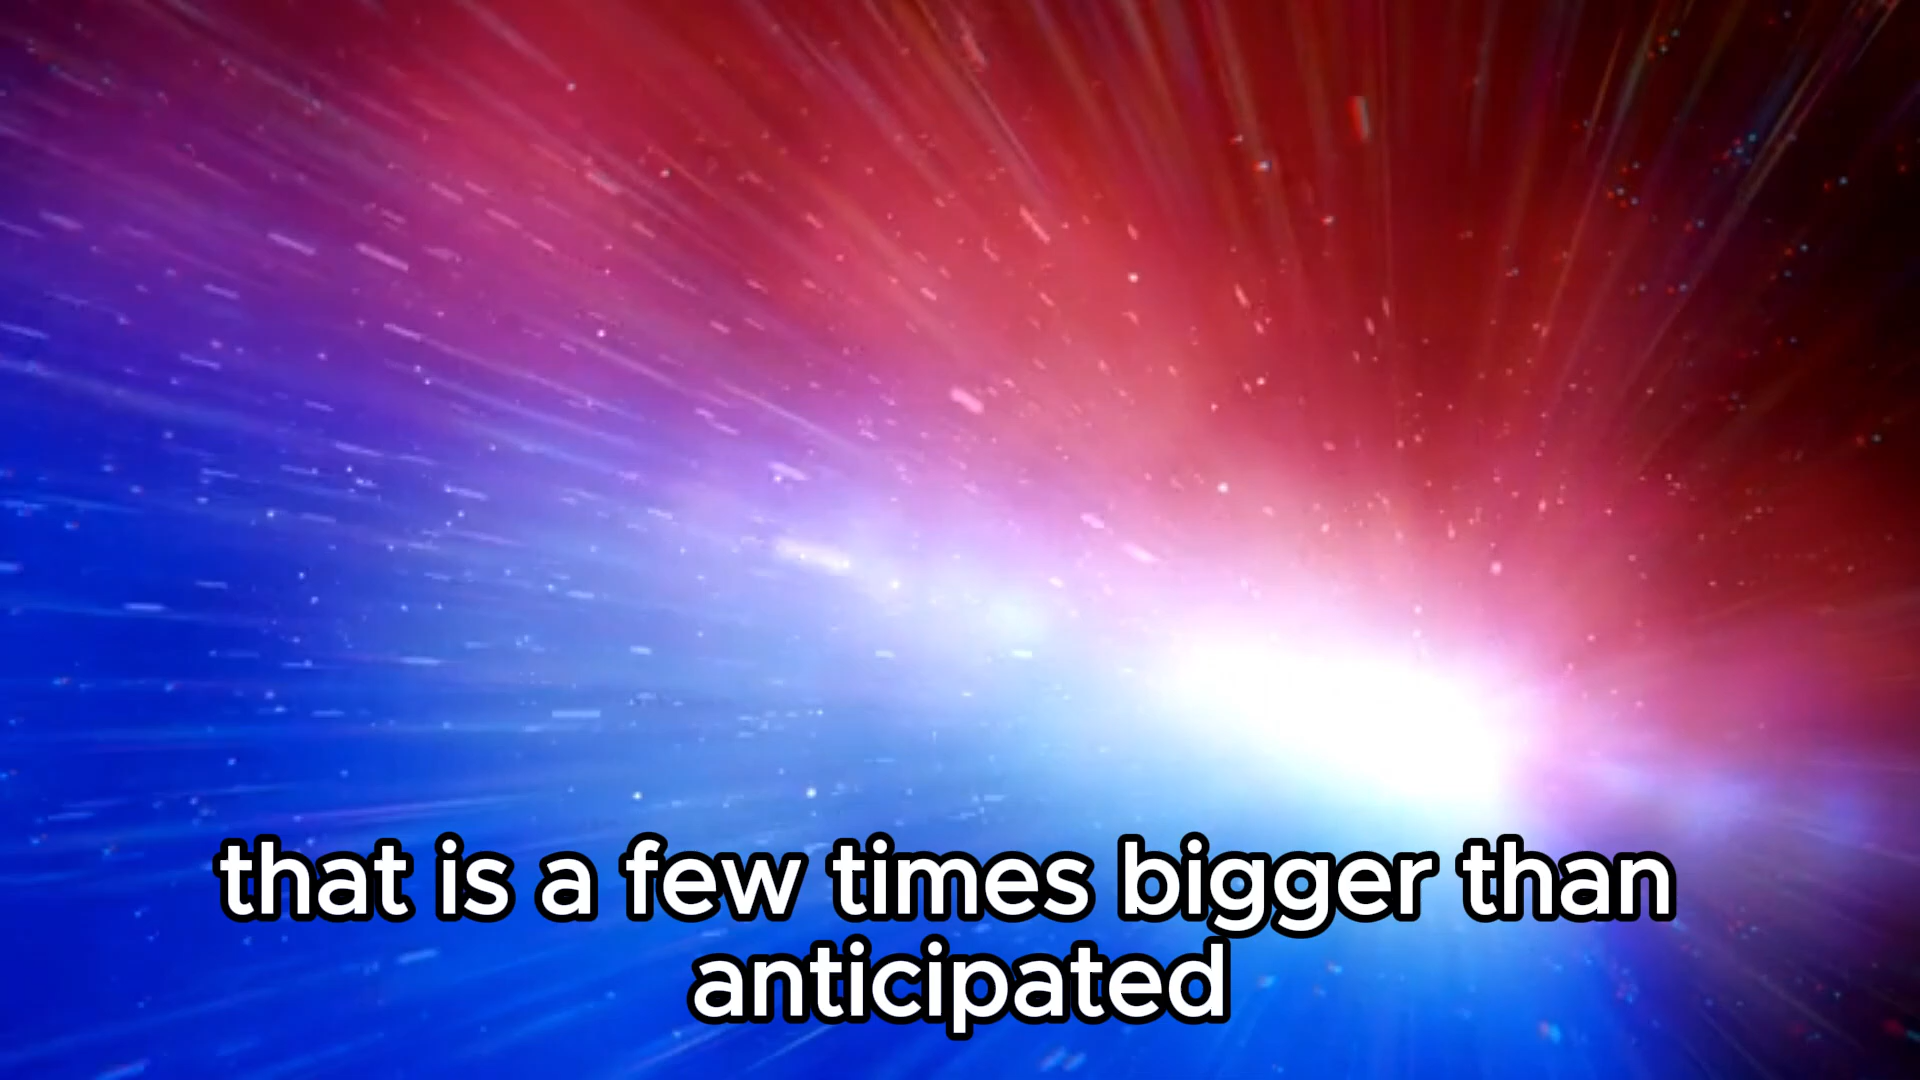 that is a few times bigger than
anticipated